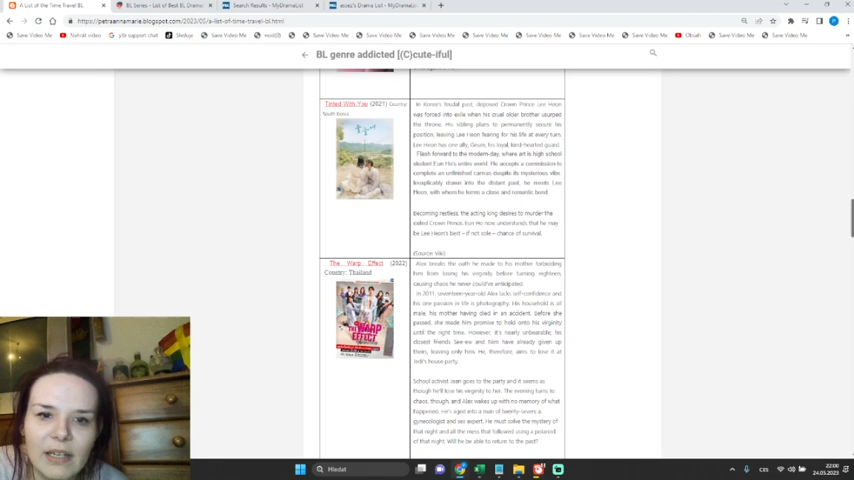 A List of the Time Travel BL
BL Series - List of Best BL Drama
Search Results - MyDramaList
assez's Drama List - MyDramaLis
https://petraannamarie.blogspot.com/2023/05/a-list-of-time-travel-bl.html
Save Video Me
Nahrát video
ytb support chat
Sleduje
Save Video Me
Save Video Me
Save Video Me
Save Video Me
Save Video Me
Save Video Me
Obsah
Save Video Me
Save Video Me
BL genre addicted [(C)cute-iful]
Tinted With You (2021) Country:
South Korea
In Korea's feudal past, deposed Crown Prince Lee Heon
was forced into exile when his cruel older brother usurped
the throne. His sibling plans to permanently secure his
position, leaving Lee Heon fearing for his life at every turn.
Lee Heon has one ally, Geum, his loyal, kind-hearted guard.
Flash forward to the modern-day, where art is high school
student Eun Ho's entire world. He accepts a commission to
complete an unfinished canvas despite its mysterious vibe.
Inexplicably drawn into the distant past, he meets Lee
Heon, with whom he forms a close and romantic bond.
Becoming restless, the acting king desires to murder the
exiled Crown Prince. Eun Ho now understands that he may
be Lee Heon's best – if not sole – chance of survival.
(Source: Viki)
The Warp Effect (2022)
Country: Thailand
THE WARP
EFFECT
Alex breaks the oath he made to his mother forbidding
him from losing his virginity before turning eighteen,
causing chaos he never could've anticipated.
In 2011, seventeen-year-old Alex lacks self-confidence and
his one passion in life is photography. His household is all
male, his mother having died in an accident. Before she
passed, she made him promise to hold onto his virginity
until the right time. However, it's nearly unbearable; his
closest friends See-ew and Nim have already given up
theirs, leaving only him. He, therefore, aims to lose it at
Jedi's house party.
School activist Jean goes to the party and it seems as
though he'll lose his virginity to her. The evening turns to
chaos, though, and Alex wakes up with no memory of what
happened. He's aged into a man of twenty-seven a
gynecologist and sex expert. He must solve the mystery of
that night and all the mess that followed using a polaroid
of that night. Will he be able to return to the past?
Hledat
CES
22:00
24.05.2023